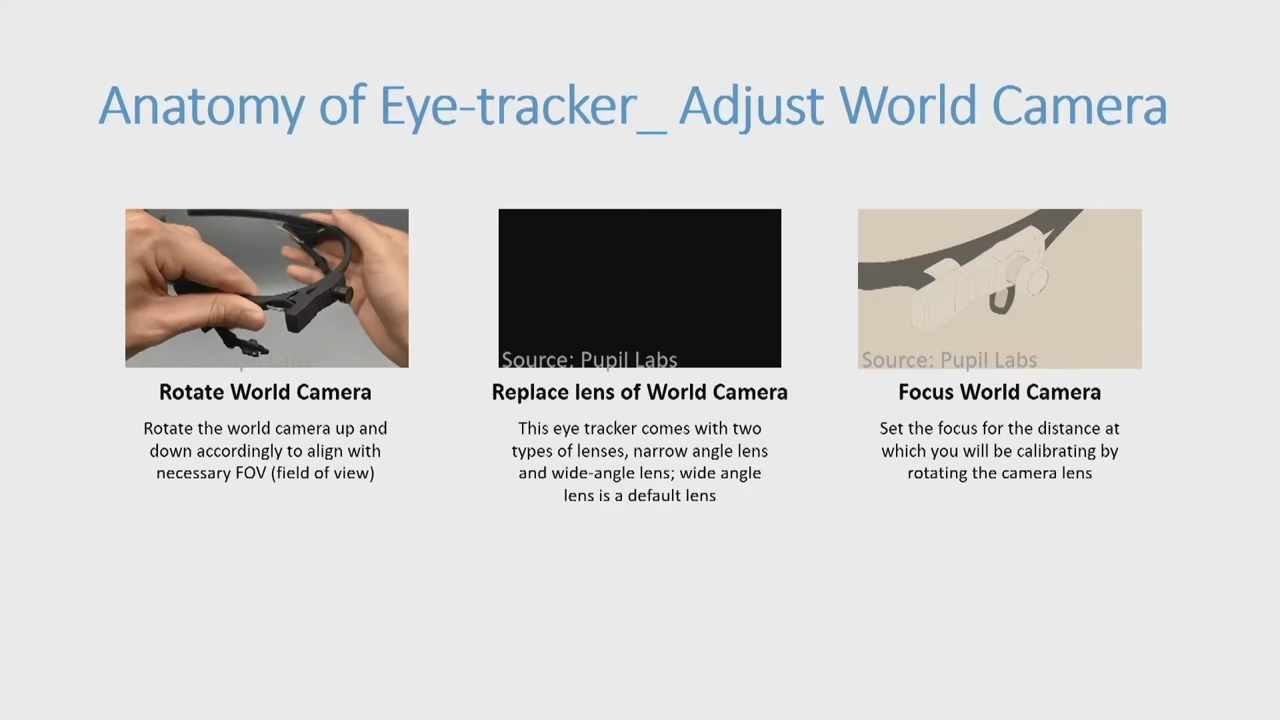 Anatomy of Eye-tracker_ Adjust World Camera
Source: Pupil Labs
Source: Pupil Labs
Rotate World Camera
Rotate the world camera up and
down accordingly to align with
necessary FOV (field of view)
Replace lens of World Camera
This eye tracker comes with two
types of lenses, narrow angle lens
and wide-angle lens; wide angle
lens is a default lens
Focus World Camera
Set the focus for the distance at
which you will be calibrating by
rotating the camera lens